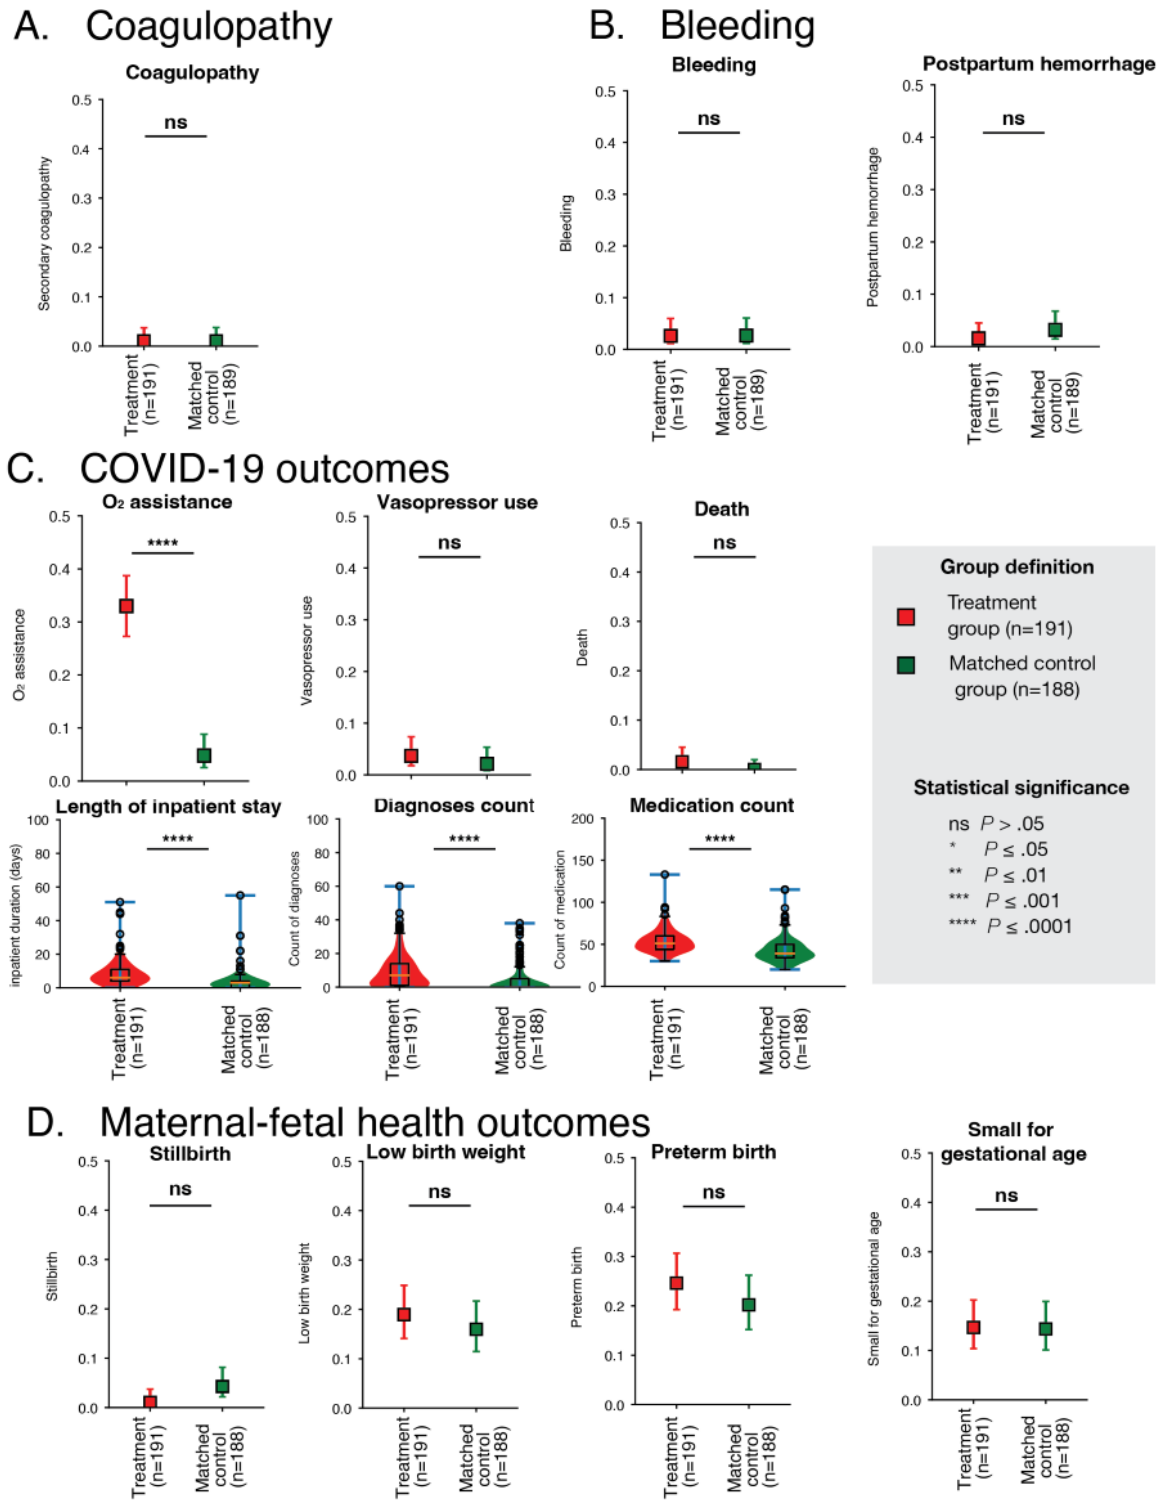 A. Coagulopathy
Coagulopathy
Secondary coagulopathy
0.5
0.4
0.3
0.2
0.1
0.0
ns
Treatment
(n=191)
Matched
control
(n=189)
B. Bleeding
Bleeding
Bleeding
0.5
0.4
0.3
0.2
0.1
0.0
ns
Treatment
(n=191)
Matched
control
(n=189)
Postpartum hemorrhage
Postpartum hemorrhage
0.5
0.4
0.3
0.2
0.1
0.0
ns
Treatment
(n=191)
Matched
control
(n=189)
C. COVID-19 outcomes
O₂ assistance
O₂ assistance
0.5
0.4
0.3
0.2
0.1
0.0
****
Vasopressor use
Vasopressor use
0.5
0.4
0.3
0.2
0.1
0.0
ns
Death
Death
0.5
0.4
0.3
0.2
0.1
0.0
ns
Length of inpatient stay
inpatient duration (days)
100
80
60
40
20
0
****
Treatment
(n=191)
Matched
control
(n=188)
Diagnoses count
Count of diagnoses
100
80
60
40
20
0
****
Treatment
(n=191)
Matched
control
(n=188)
Medication count
Count of medication
200
150
100
50
0
****
Treatment
(n=191)
Matched
control
(n=188)
Group definition
Treatment
group (n=191)
Matched control
group (n=188)
Statistical significance
ns P > .05
* P ≤ .05
** P ≤ .01
*** P ≤ .001
**** P ≤ .0001
D. Maternal-fetal health outcomes
Stillbirth
Stillbirth
0.5
0.4
0.3
0.2
0.1
0.0
ns
Treatment
(n=191)
Matched
control
(n=188)
Low birth weight
Low birth weight
0.5
0.4
0.3
0.2
0.1
0.0
ns
Treatment
(n=191)
Matched
control
(n=188)
Preterm birth
Preterm birth
0.5
0.4
0.3
0.2
0.1
0.0
ns
Treatment
(n=191)
Matched
control
(n=188)
Small for
gestational age
Small for gestational age
0.5
0.4
0.3
0.2
0.1
0.0
ns
Treatment
(n=191)
Matched
control
(n=188)